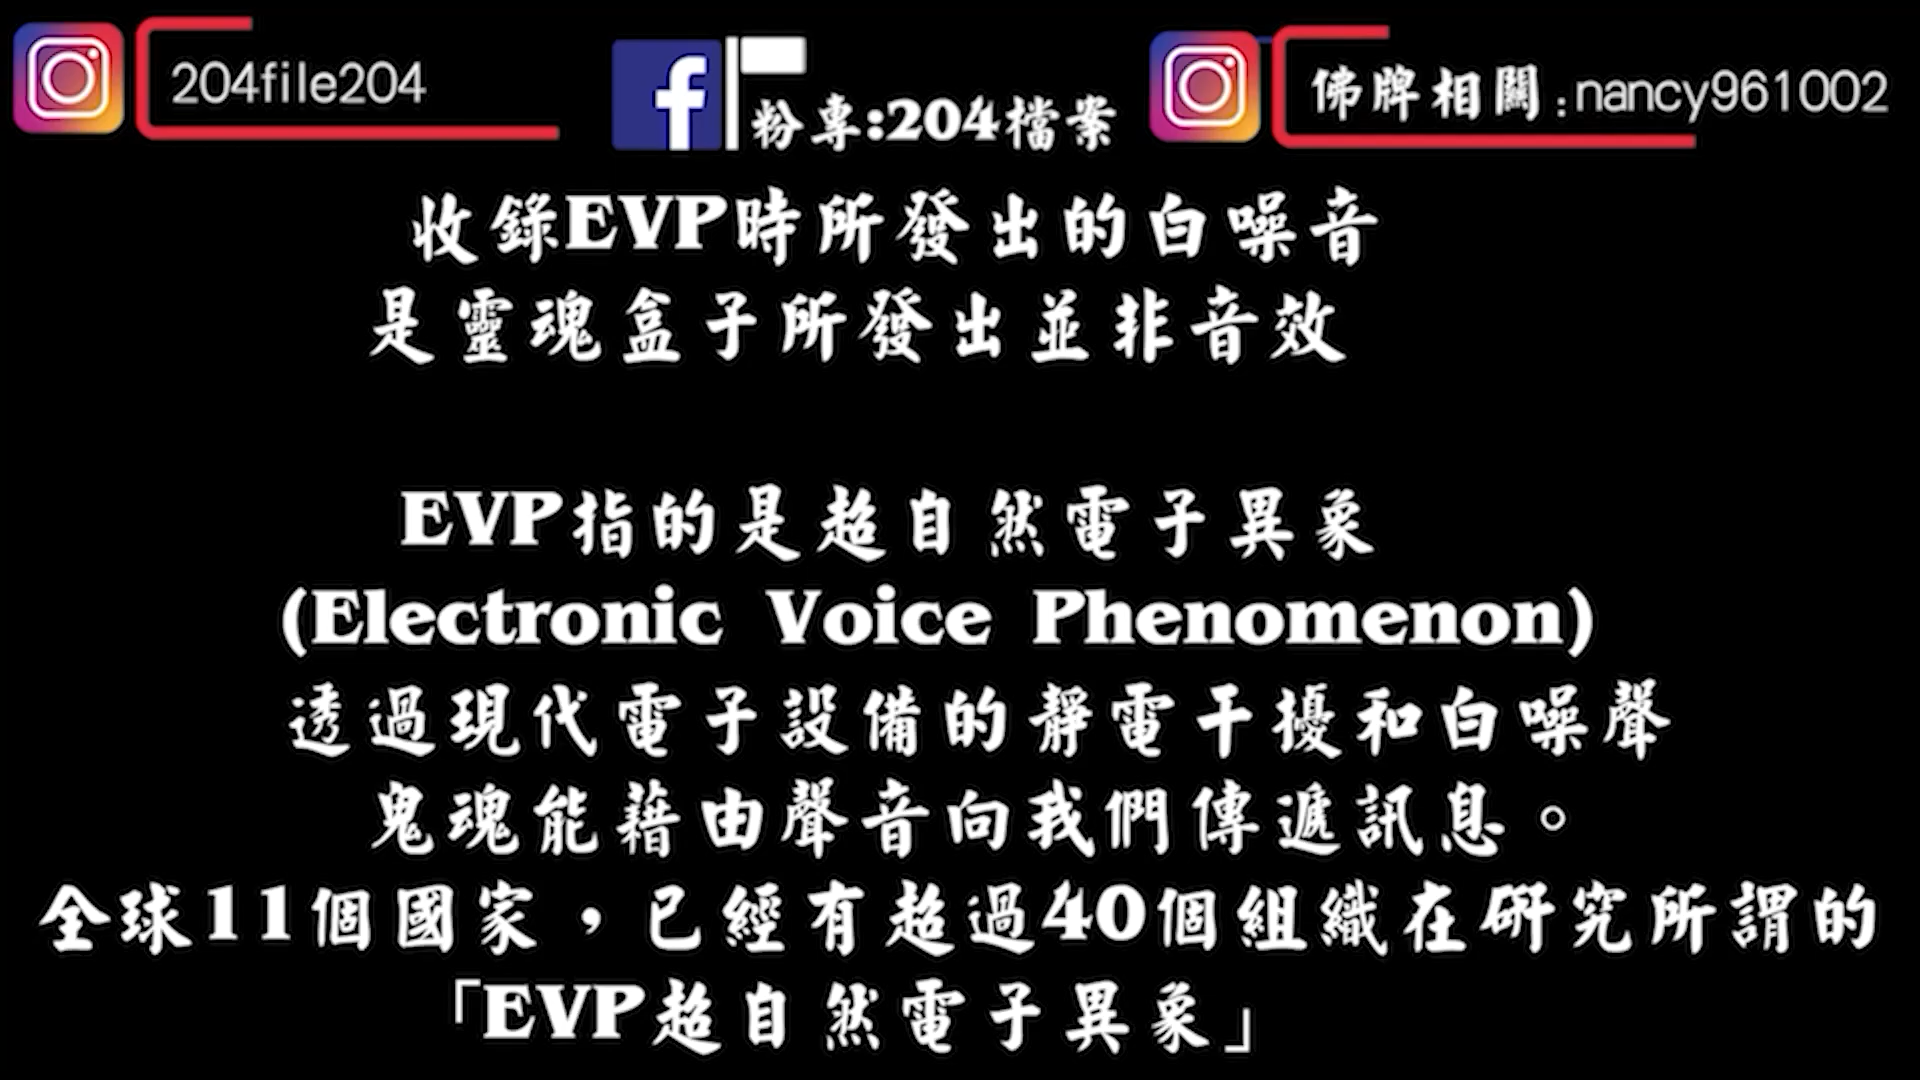 204file204
粉專:204檔案
佛牌相關:nancy961002
收錄EVP時所發出的白噪音
是靈魂盒子所發出並非音效
EVP指的是超自然電子異象
(Electronic Voice Phenomenon)
透過現代電子設備的靜電干擾和白噪聲
鬼魂能藉由聲音向我們傳遞訊息。
全球11個國家，已經有超過40個組織在研究所謂的
「EVP超自然電子異象」